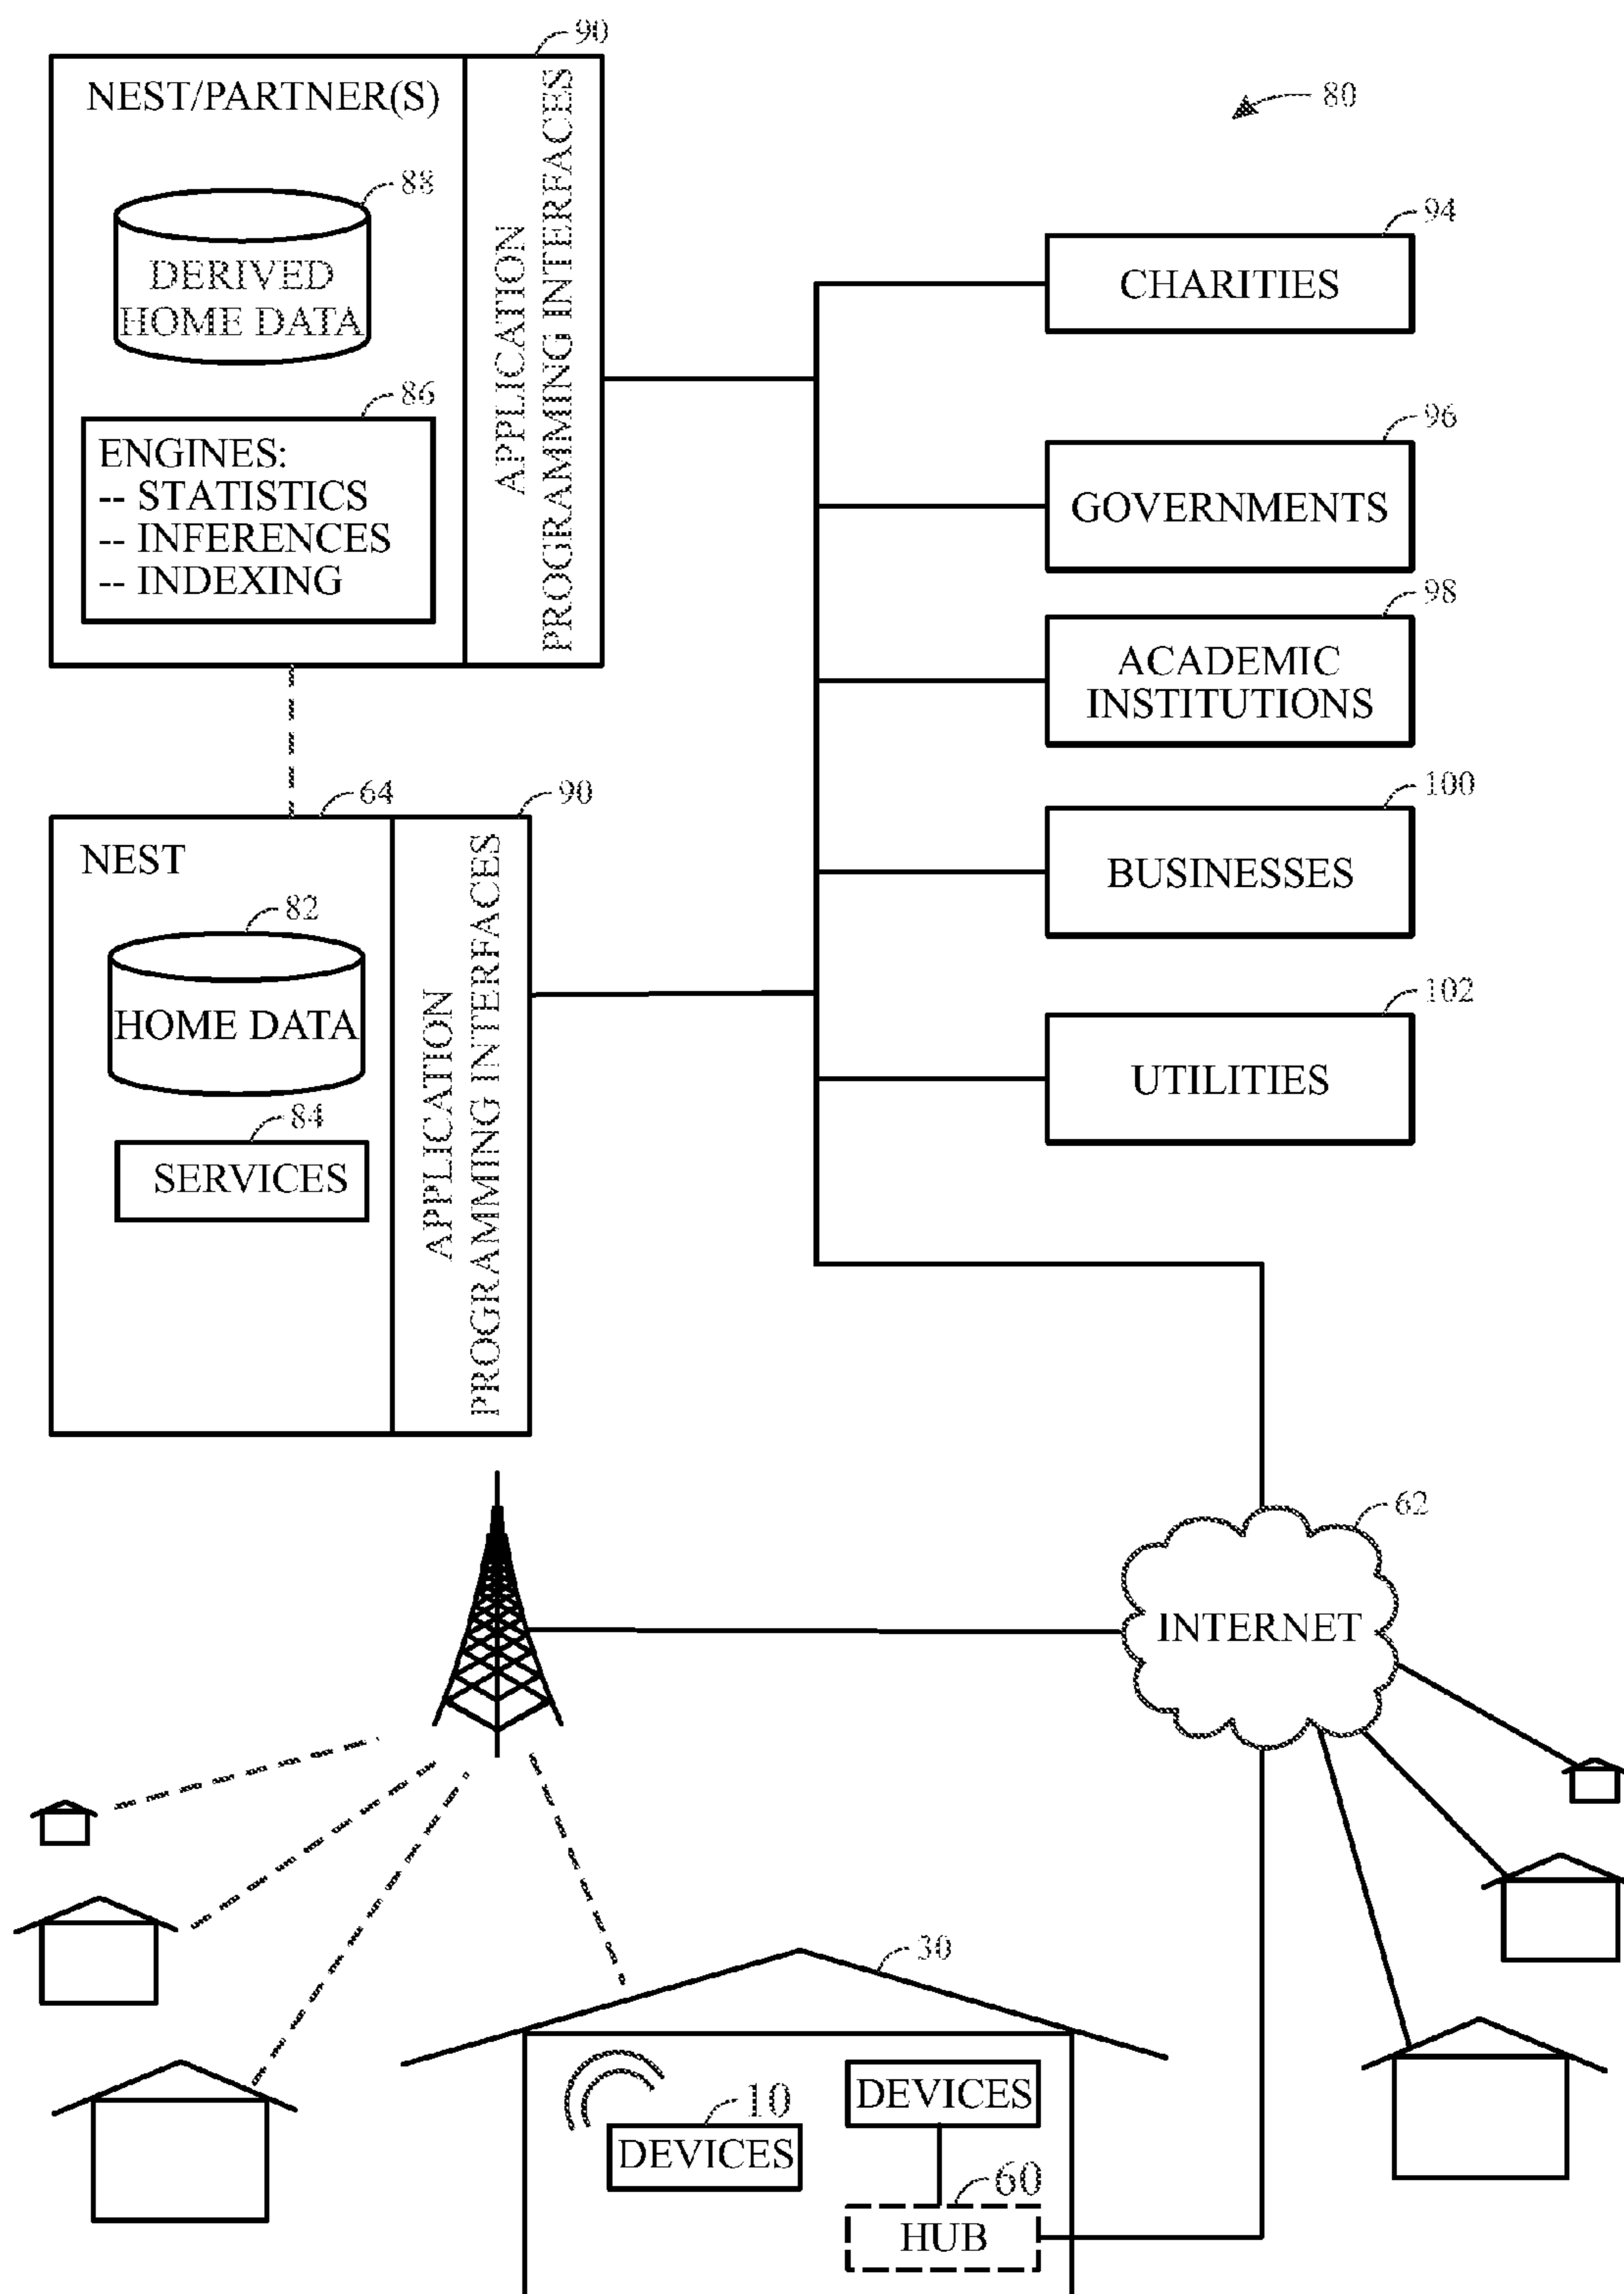 90
NEST/PARTNER(S)
88
DERIVED
HOME DATA
86
ENGINES:
-- STATISTICS
-- INFERENCES
-- INDEXING
APPLICATION
PROGRAMMING INTERFACES
80
94
CHARITIES
96
GOVERNMENTS
98
ACADEMIC
INSTITUTIONS
100
BUSINESSES
102
UTILITIES
64
90
NEST
82
HOME DATA
84
SERVICES
APPLICATION
PROGRAMMING INTERFACES
62
INTERNET
30
10
DEVICES
DEVICES
60
HUB